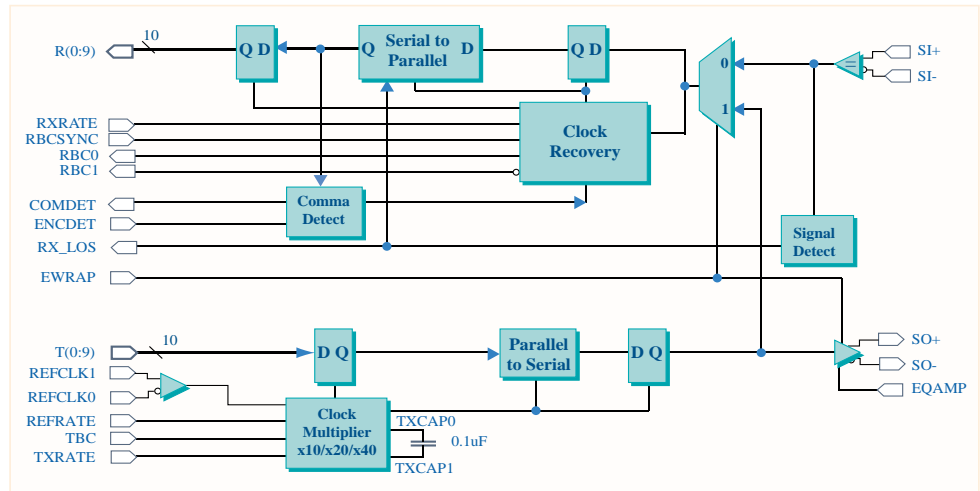 10
R(0:9)
Q D
Q
Serial to
Parallel
D
Q D
0
1
SI+
SI-
RXRATE
RBCSYNC
RBC0
RBC1
Clock
Recovery
COMDET
ENCDET
Comma
Detect
RX_LOS
Signal
Detect
EWRAP
10
T(0:9)
D Q
Parallel
to Serial
D Q
SO+
SO-
EQAMP
REFCLK1
REFCLK0
REFRATE
TBC
TXRATE
Clock
Multiplier
x10/x20/x40
TXCAP0
0.1uF
TXCAP1